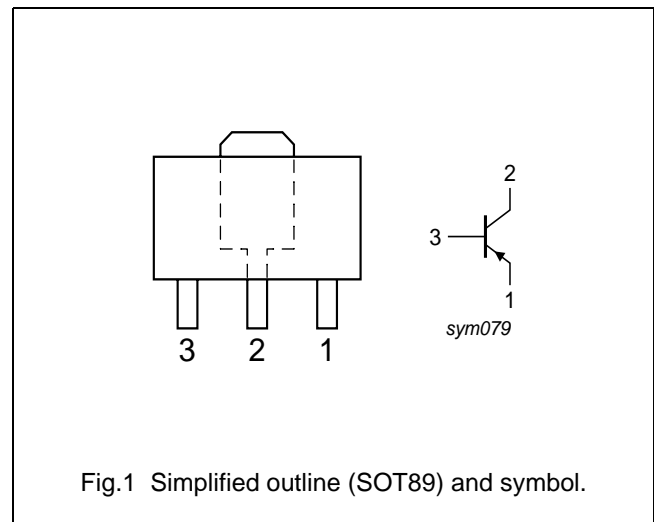 2
3
1
sym079
3 2 1
Fig.1 Simplified outline (SOT89) and symbol.